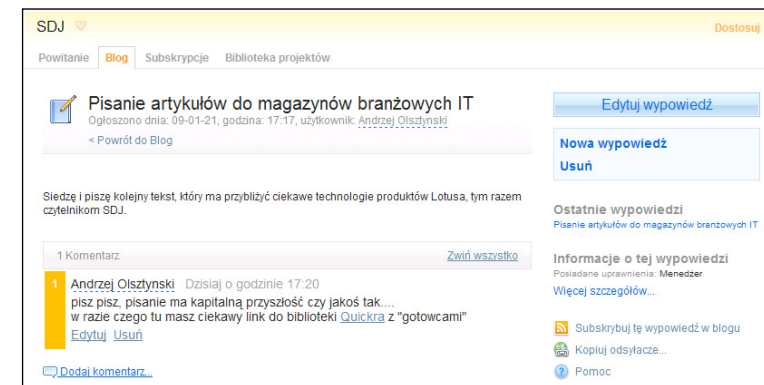 SDJ
Dostosuj
Powitanie Blog Subskrypcje Biblioteka projektów
Pisanie artykułów do magazynów branżowych IT
Ogłoszono dnia: 09-01-21, godzina: 17:17, użytkownik: Andrzej Olsztynski
< Powrót do Blog
Siedzę i piszę kolejny tekst, który ma przybliżyć ciekawe technologie produktów Lotusa, tym razem
czytelnikom SDJ.
1 Komentarz Zwiń wszystko
1 Andrzej Olsztynski Dzisiaj o godzinie 17:20
pisz pisz, pisanie ma kapitalną przyszłość czy jakoś tak....
w razie czego tu masz ciekawy link do biblioteki Quickra z "gotowcami"
Edytuj Usuń
Dodaj komentarz...
Edytuj wypowiedź
Nowa wypowiedź
Usuń
Ostatnie wypowiedzi
Pisanie artykułów do magazynów branżowych IT
Informacje o tej wypowiedzi
Posiadane uprawnienia: Menedżer
Więcej szczegółów...
Subskrybuj tę wypowiedź w blogu
Kopiuj odsyłacze...
Pomoc